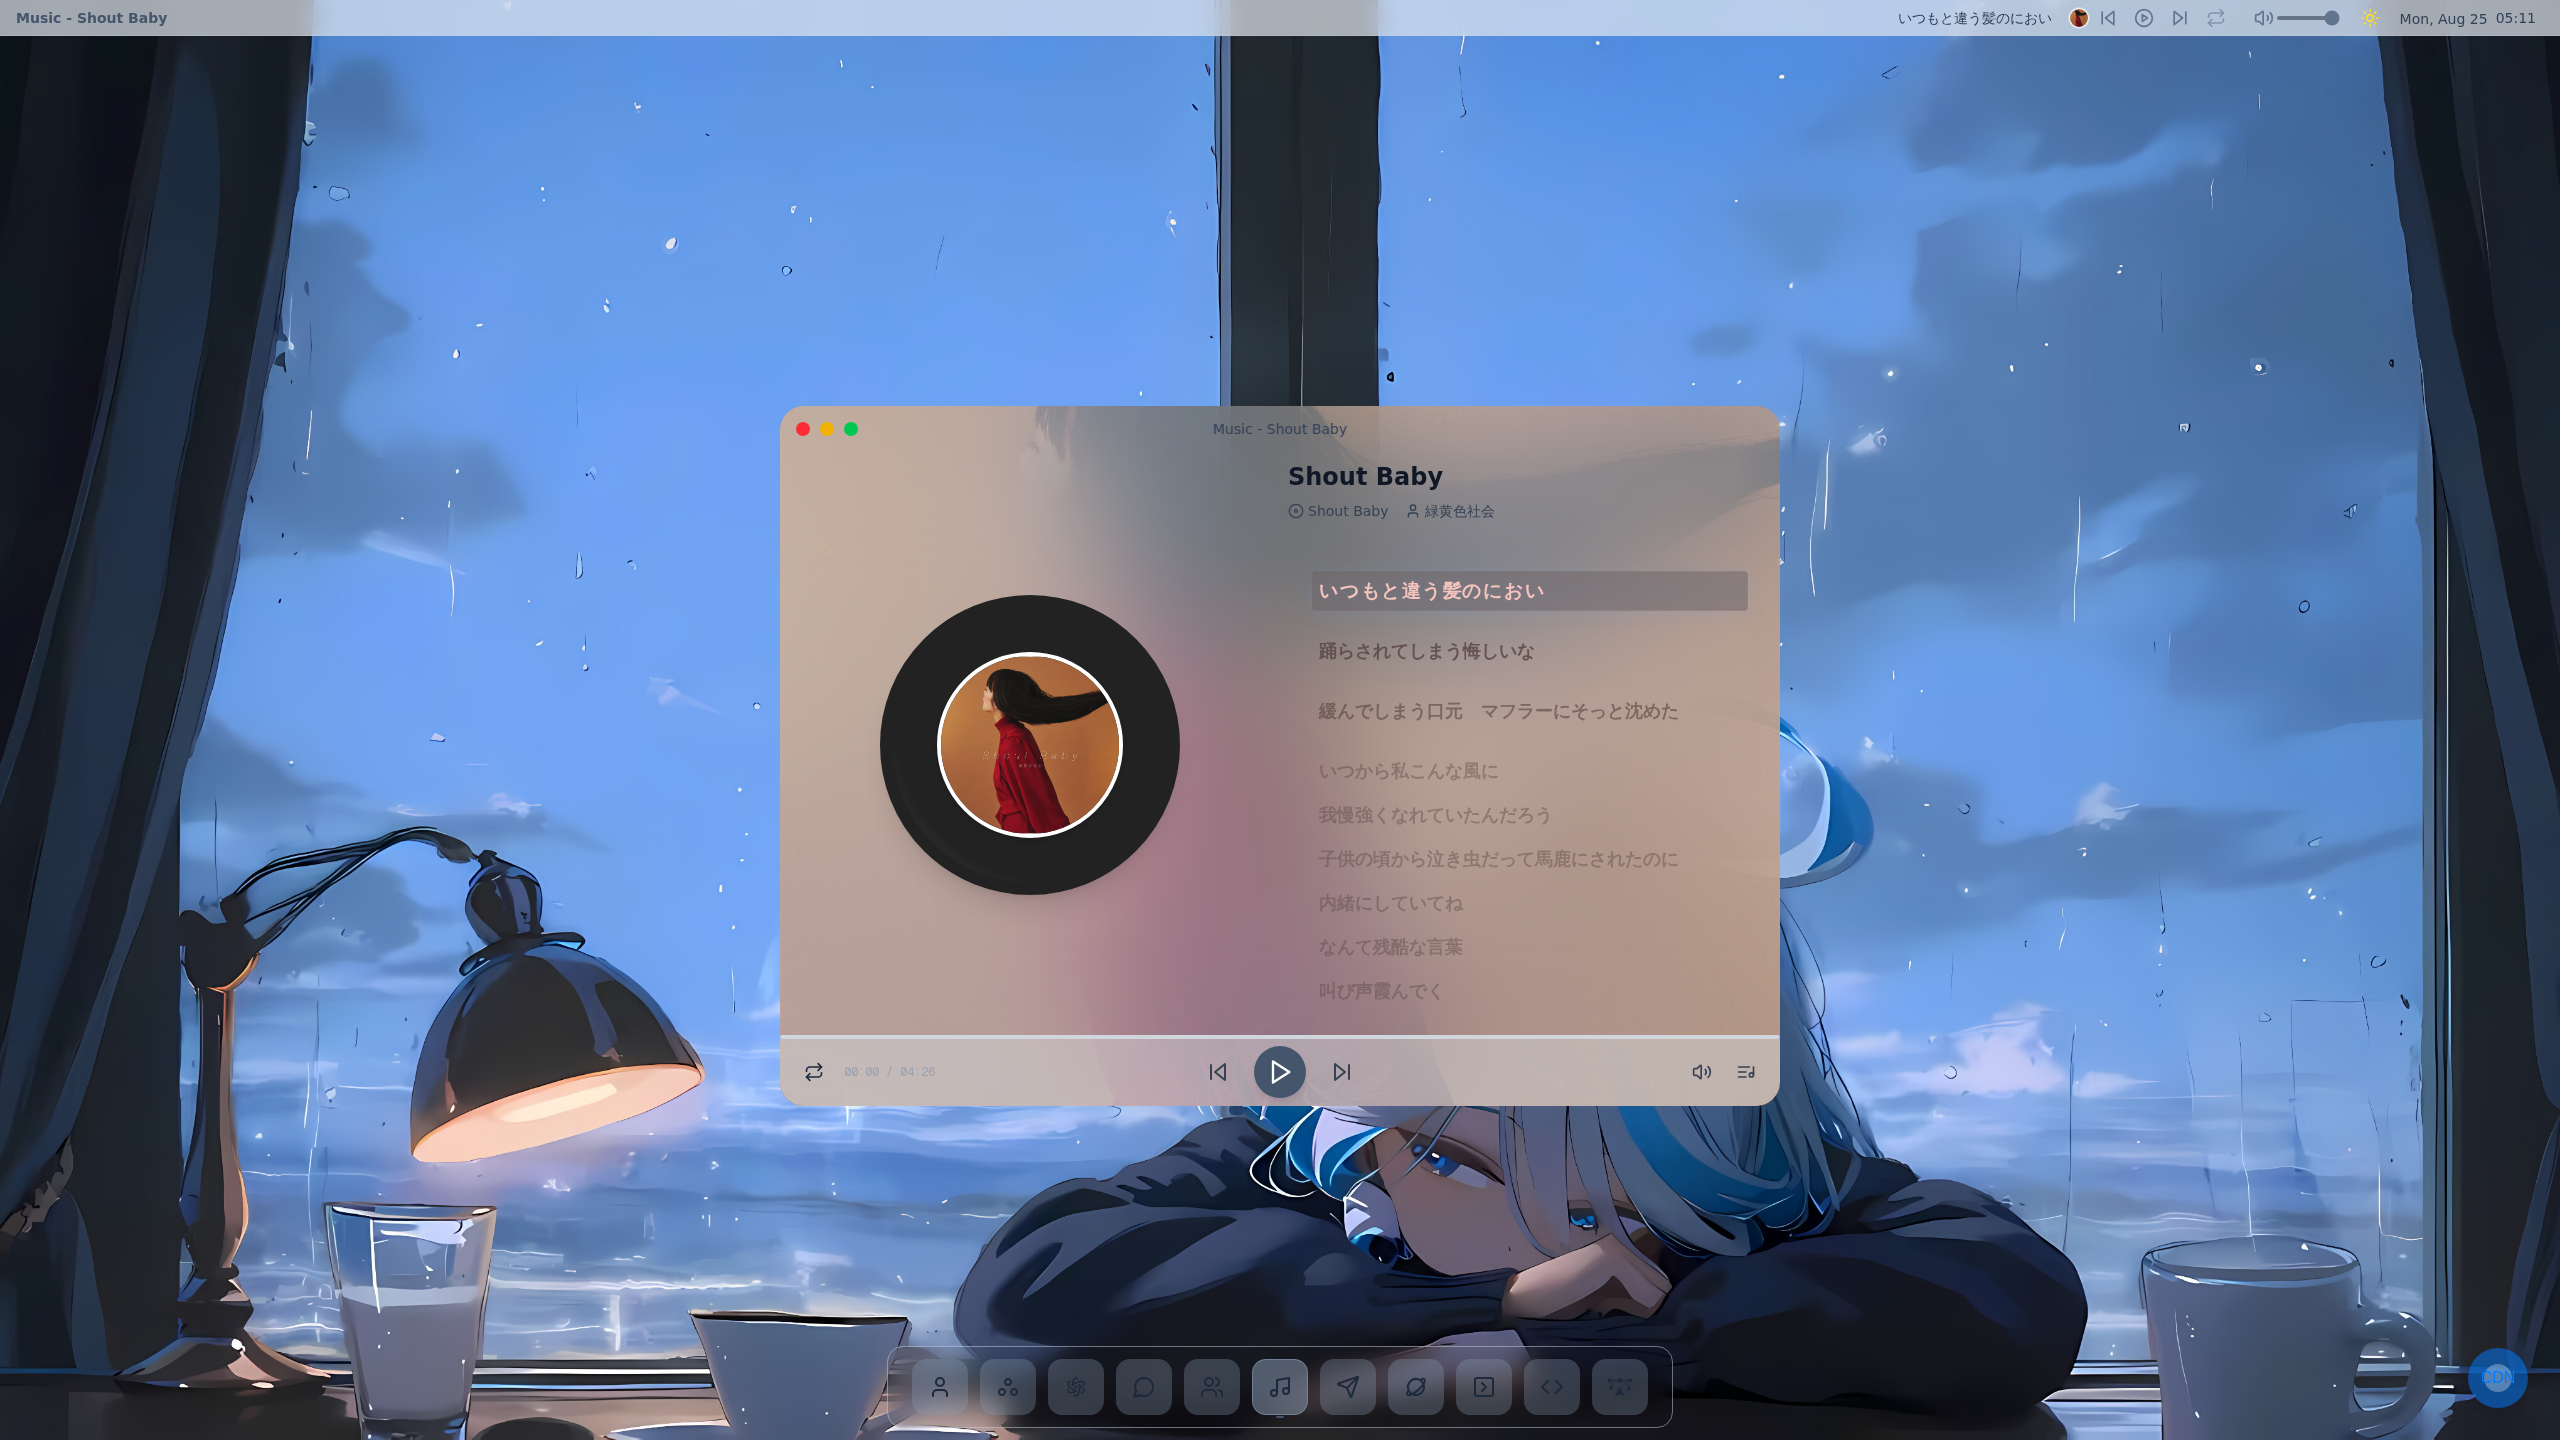 Music - Shout Baby
いつもと違う髪のにおい
Mon, Aug 25 05:11
Music - Shout Baby
Shout Baby
Shout Baby 緑黄色社会
いつもと違う髪のにおい
踊らされてしまう悔しいな
緩んでしまう口元　マフラーにそっと沈めた
いつから私こんな風に
我慢強くなれていたんだろう
子供の頃から泣き虫だって馬鹿にされたのに
内緒にしていてね
なんて残酷な言葉
叫び声霞んでく
Shout Baby
00:00 / 04:26
CDN